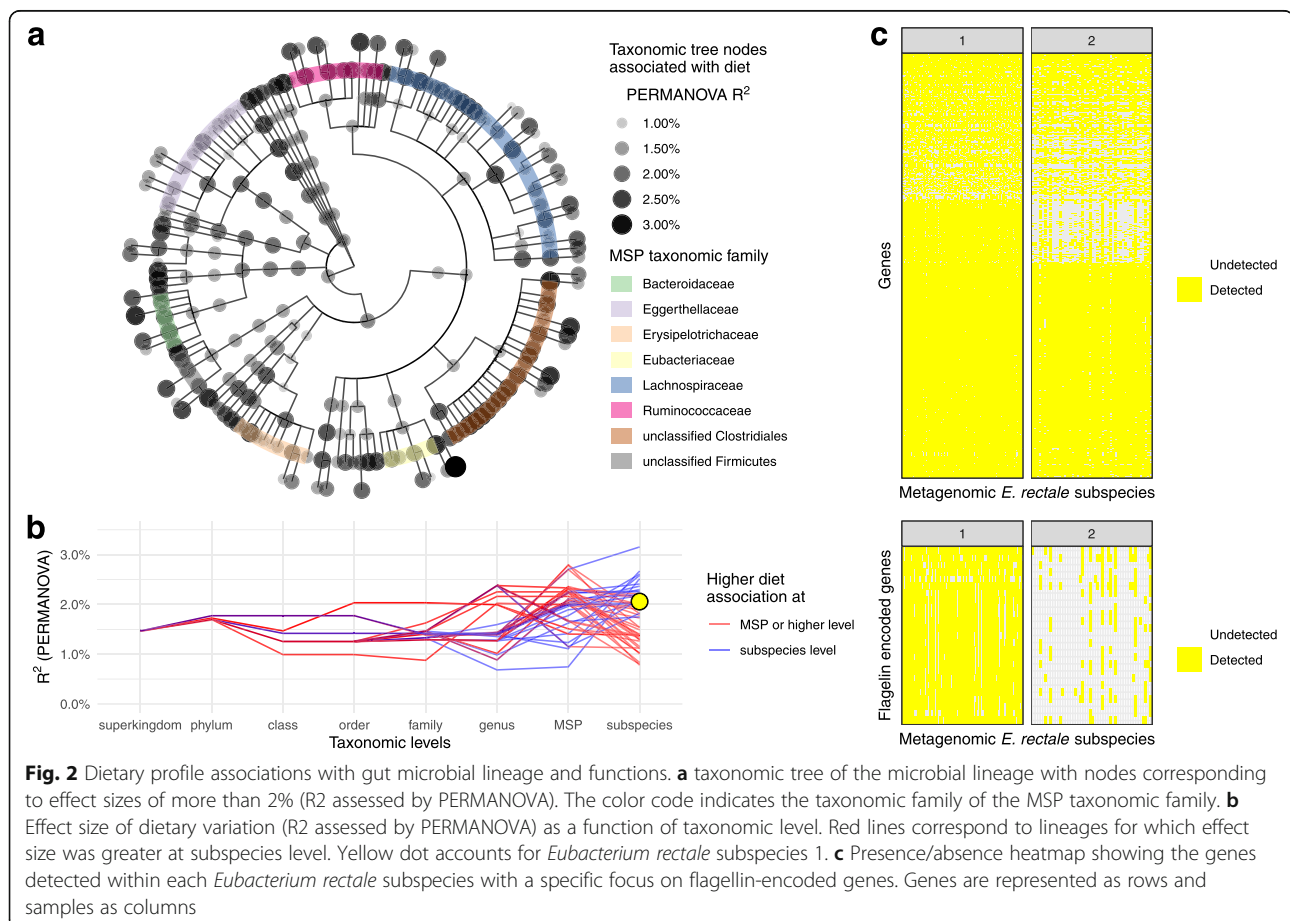 a
Taxonomic tree nodes
associated with diet
PERMANOVA R²
1.00%
1.50%
2.00%
2.50%
3.00%
MSP taxonomic family
Bacteroidaceae
Eggerthellaceae
Erysipelotrichaceae
Eubacteriaceae
Lachnospiraceae
Ruminococcaceae
unclassified Clostridiales
unclassified Firmicutes
b
R² (PERMANOVA)
3.0%
2.0%
1.0%
0.0%
superkingdom phylum class order family genus MSP subspecies
Taxonomic levels
Higher diet
association at
MSP or higher level
subspecies level
c
1 2
Genes
Undetected
Detected
Metagenomic E. rectale subspecies
1 2
Flagelin encoded genes
Undetected
Detected
Metagenomic E. rectale subspecies
Fig. 2 Dietary profile associations with gut microbial lineage and functions. a taxonomic tree of the microbial lineage with nodes corresponding
to effect sizes of more than 2% (R2 assessed by PERMANOVA). The color code indicates the taxonomic family of the MSP taxonomic family. b
Effect size of dietary variation (R2 assessed by PERMANOVA) as a function of taxonomic level. Red lines correspond to lineages for which effect
size was greater at subspecies level. Yellow dot accounts for Eubacterium rectale subspecies 1. c Presence/absence heatmap showing the genes
detected within each Eubacterium rectale subspecies with a specific focus on flagellin-encoded genes. Genes are represented as rows and
samples as columns